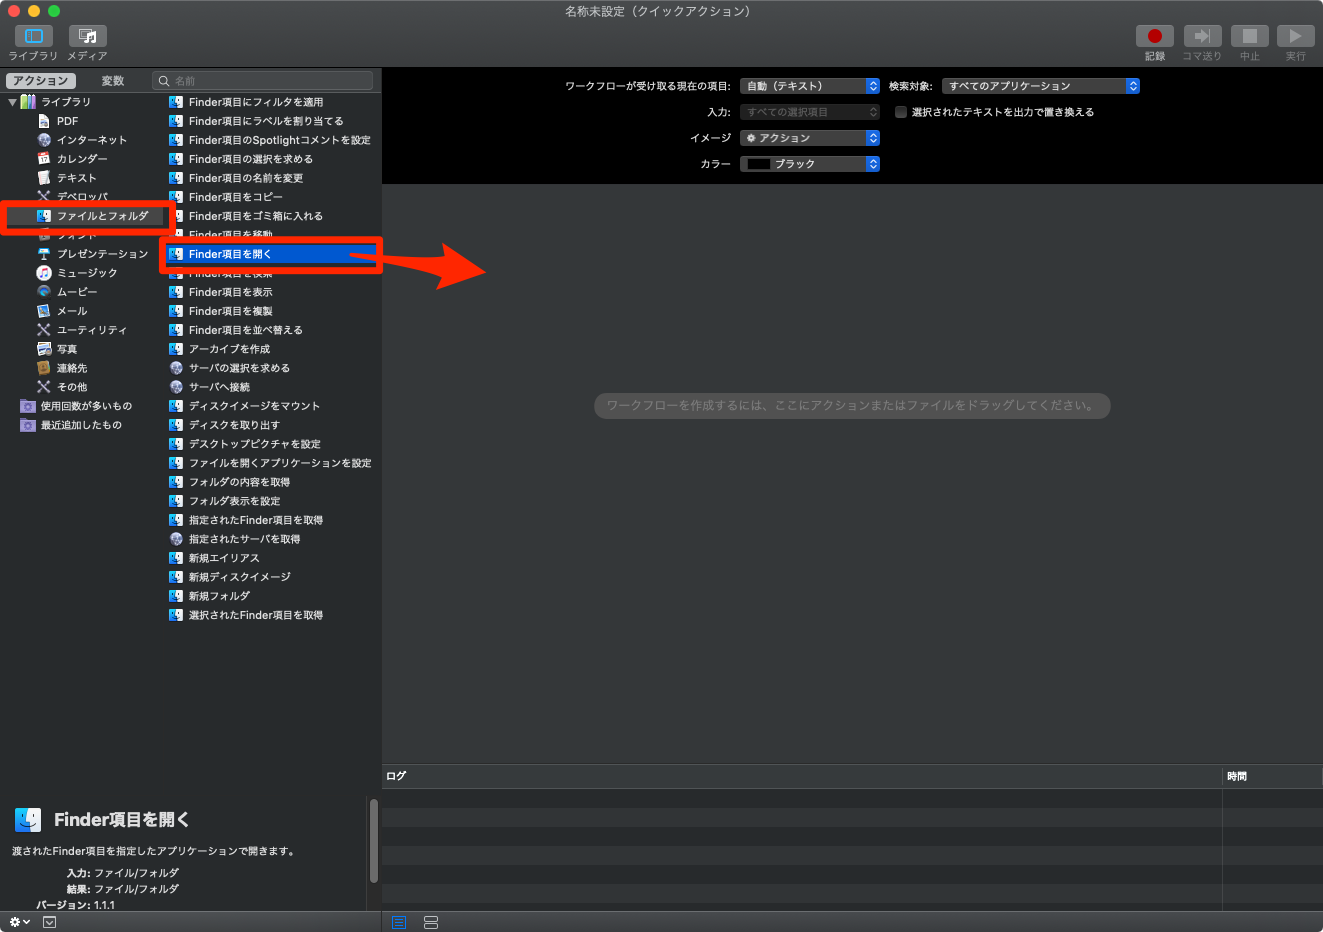 名称未設定（クイックアクション）
ライブラリ
メディア
記録
コマ送り
中止
実行
アクション
変数
名前
ライブラリ
PDF
インターネット
カレンダー
17
テキスト
デベロッパ
ファイルとフォルダ
フォント
プレゼンテーション
ミュージック
ムービー
メール
ユーティリティ
写真
連絡先
その他
使用回数が多いもの
最近追加したもの
Finder項目にフィルタを適用
Finder項目にラベルを割り当てる
Finder項目のSpotlightコメントを設定
Finder項目の選択を求める
Finder項目の名前を変更
Finder項目をコピー
Finder項目をゴミ箱に入れる
Finder項目を移動
Finder項目を開く
Finder項目を検索
Finder項目を表示
Finder項目を複製
Finder項目を並べ替える
アーカイブを作成
サーバの選択を求める
サーバへ接続
ディスクイメージをマウント
ディスクを取り出す
デスクトップピクチャを設定
ファイルを開くアプリケーションを設定
フォルダの内容を取得
フォルダ表示を設定
指定されたFinder項目を取得
指定されたサーバを取得
新規エイリアス
新規ディスクイメージ
新規フォルダ
選択されたFinder項目を取得
ワークフローが受け取る現在の項目: 自動（テキスト） 検索対象: すべてのアプリケーション
入力: すべての選択項目 選択されたテキストを出力で置き換える
イメージ アクション
カラー ブラック
ワークフローを作成するには、ここにアクションまたはファイルをドラッグしてください。
ログ
時間
Finder項目を開く
渡されたFinder項目を指定したアプリケーションで開きます。
入力: ファイル/フォルダ
結果: ファイル/フォルダ
バージョン: 1.1.1